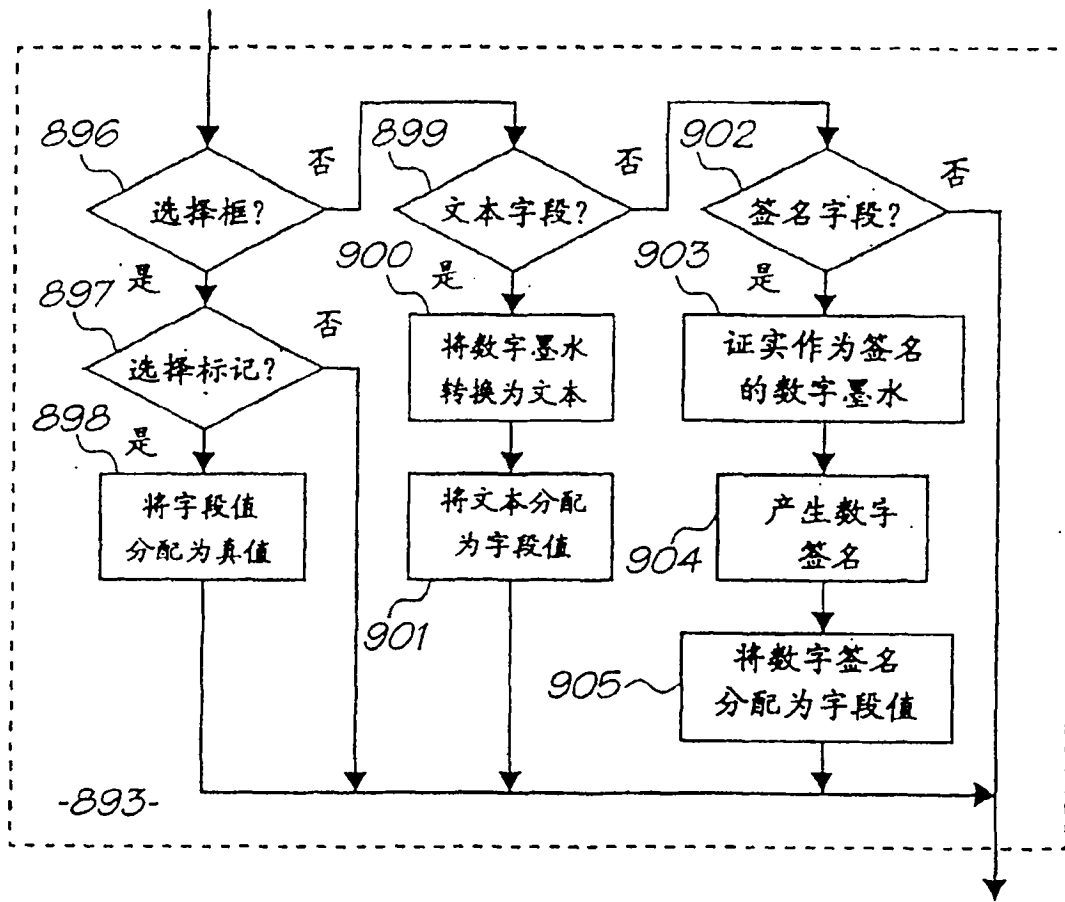 896
选择框?
否
是
897
选择标记?
否
898
是
将字段值
分配为真值
899
文本字段?
否
900
是
将数字墨水
转换为文本
将文本分配
为字段值
901
902
签名字段?
否
903
是
证实作为签名
的数字墨水
产生数字
签名
904
将数字签名
分配为字段值
905
-893-